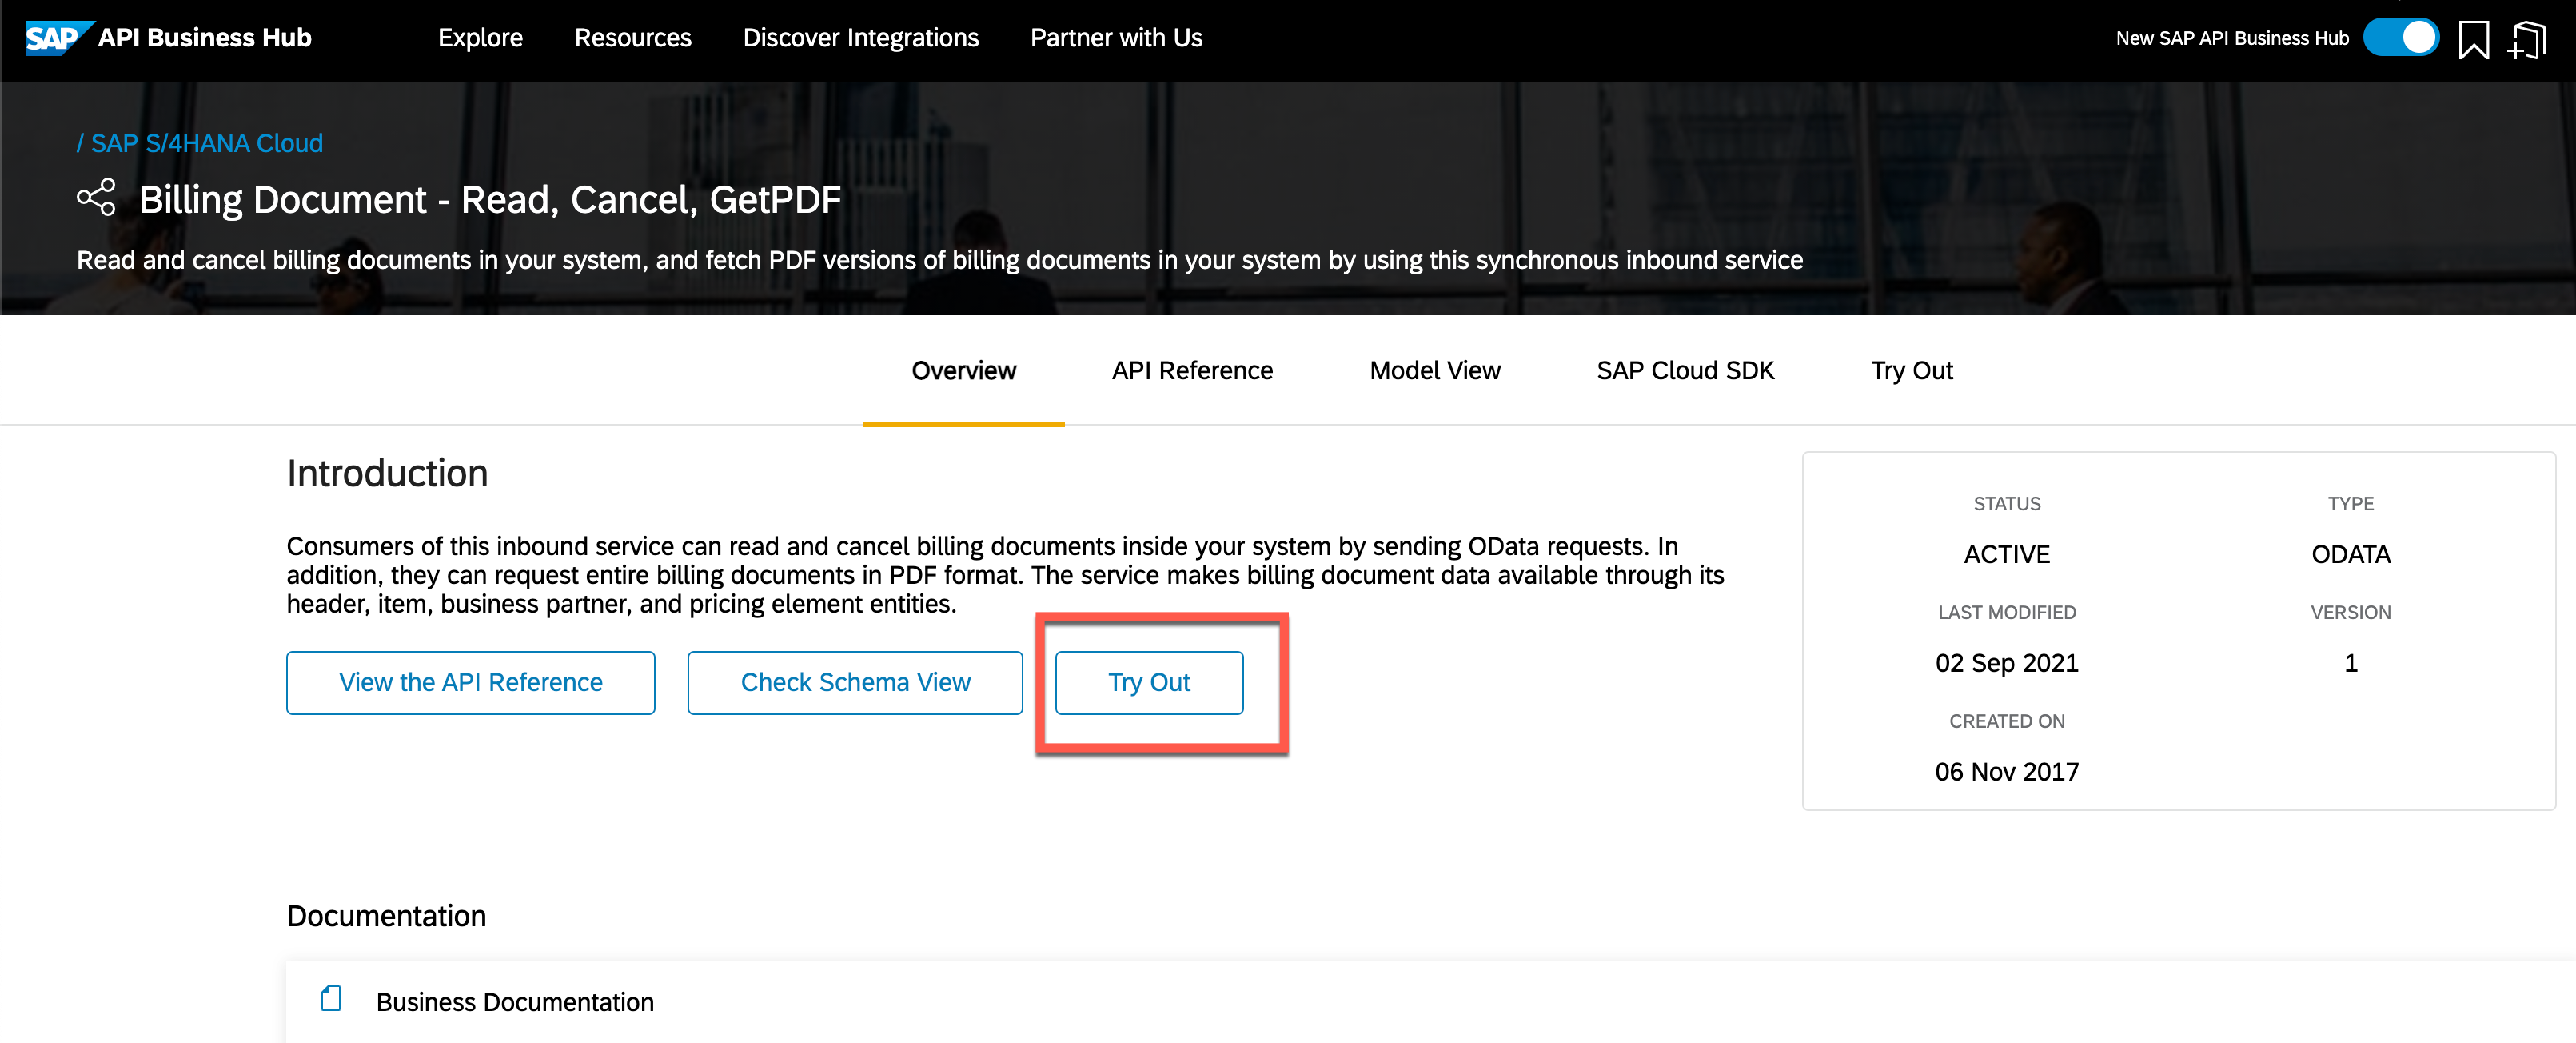 SAP API Business Hub Explore Resources Discover Integrations Partner with Us New SAP API Business Hub
/ SAP S/4HANA Cloud
Billing Document - Read, Cancel, GetPDF
Read and cancel billing documents in your system, and fetch PDF versions of billing documents in your system by using this synchronous inbound service
Overview API Reference Model View SAP Cloud SDK Try Out
Introduction
Consumers of this inbound service can read and cancel billing documents inside your system by sending OData requests. In
addition, they can request entire billing documents in PDF format. The service makes billing document data available through its
header, item, business partner, and pricing element entities.
View the API Reference Check Schema View Try Out
STATUS TYPE
ACTIVE ODATA
LAST MODIFIED VERSION
02 Sep 2021 1
CREATED ON
06 Nov 2017
Documentation
Business Documentation